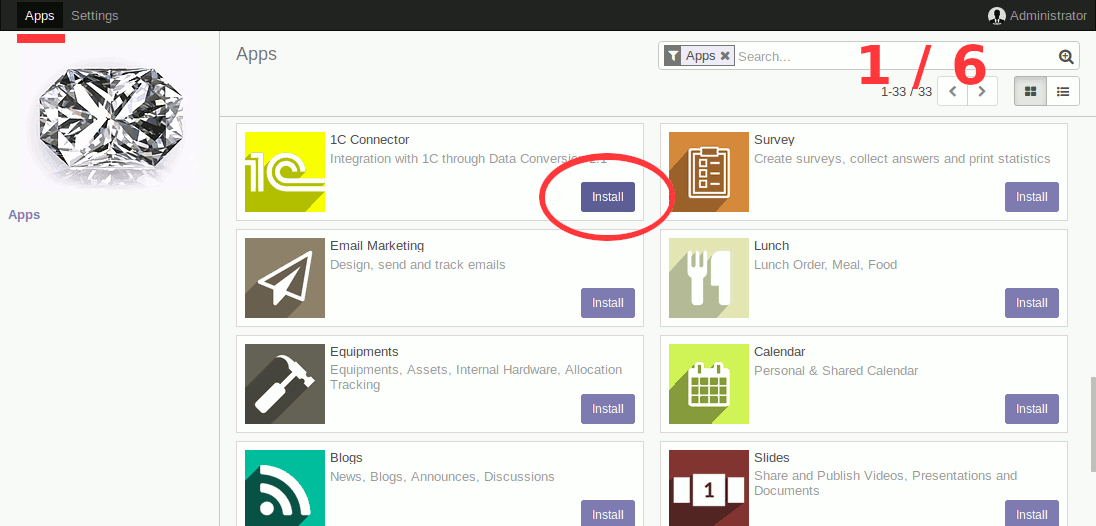 Apps Settings Administrator
Apps
Apps Search...
1 / 6
1-33 / 33
Apps
1C
1C Connector
Integration with 1C through Data Conversion 2.1
Install
Survey
Create surveys, collect answers and print statistics
Install
Email Marketing
Design, send and track emails
Install
Lunch
Lunch Order, Meal, Food
Install
Equipments
Equipments, Assets, Internal Hardware, Allocation
Tracking
Install
Calendar
Personal & Shared Calendar
Install
Blogs
News, Blogs, Announces, Discussions
Install
1
Slides
Share and Publish Videos, Presentations and
Documents
Install